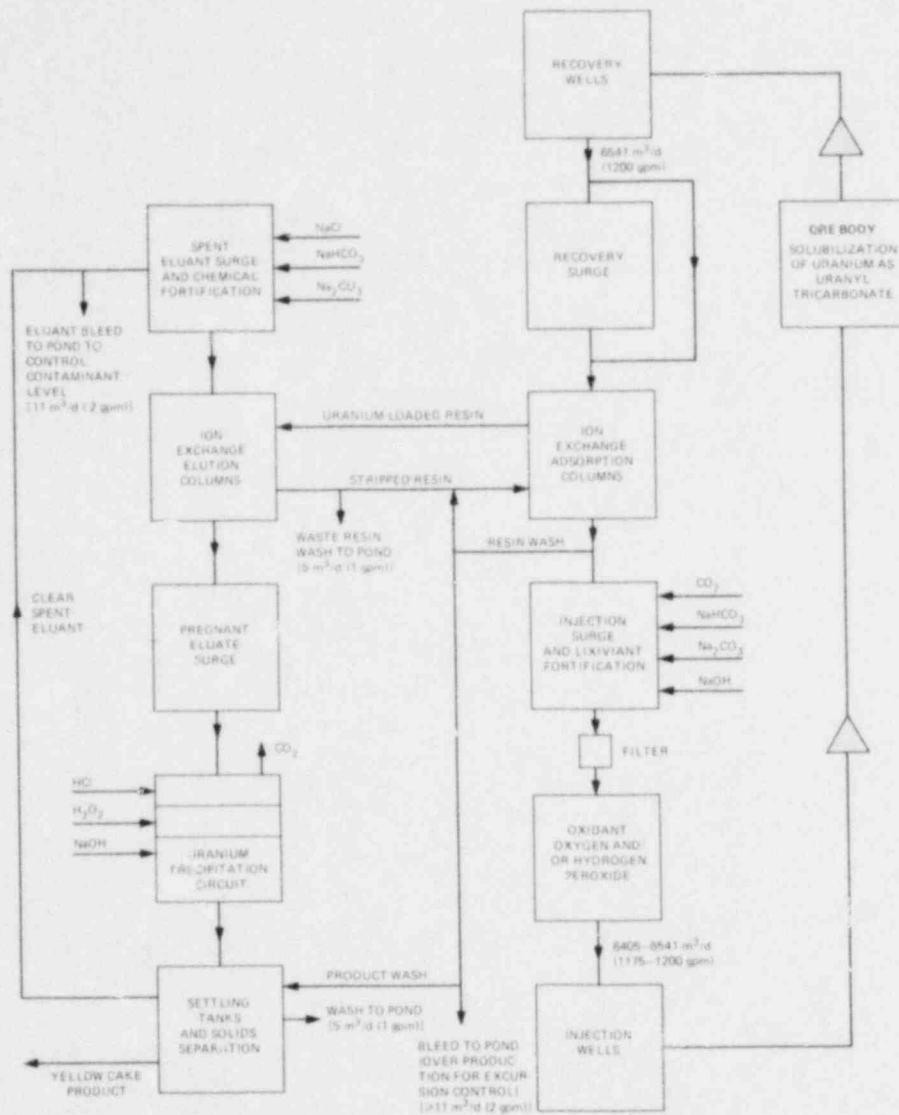 RECOVERY
WELLS
6541 m³/d
(1200 gpm)
RECOVERY
SURGE
ORE BODY
SOLUBILIZATION
OF URANIUM AS
URANYL
TRICARBONATE
SPENT
ELUANT SURGE
AND CHEMICAL
FORTIFICATION
NaCl
NaHCO₃
Na₂CO₃
ELUANT BLEED
TO POND TO
CONTROL
CONTAMINANT
LEVEL
[11 m³/d (2 gpm)]
URANIUM-LOADED RESIN
ION
EXCHANGE
ELUTION
COLUMNS
ION
EXCHANGE
ADSORPTION
COLUMNS
STRIPPED RESIN
WASTE RESIN
WASH TO POND
[5 m³/d (1 gpm)]
RESIN WASH
CLEAR
SPENT
ELUANT
PREGNANT
ELUATE
SURGE
INJECTION
SURGE
AND LIXIVIANT
FORTIFICATION
CO₂
NaHCO₃
Na₂CO₃
NaOH
FILTER
CO₂
HCl
H₂O₂
NaOH
URANIUM
PRECIPITATION
CIRCUIT
OXIDANT
OXYGEN AND/
OR HYDROGEN
PEROXIDE
6405–6541 m³/d
(1175–1200 gpm)
PRODUCT WASH
SETTLING
TANKS
AND SOLIDS
SEPARATION
WASH TO POND
[5 m³/d (1 gpm)]
YELLOW CAKE
PRODUCT
BLEED TO POND
(OVER PRODUC
TION FOR EXCUR
SION CONTROL)
[≥11 m³/d (2 gpm)]
INJECTION
WELLS